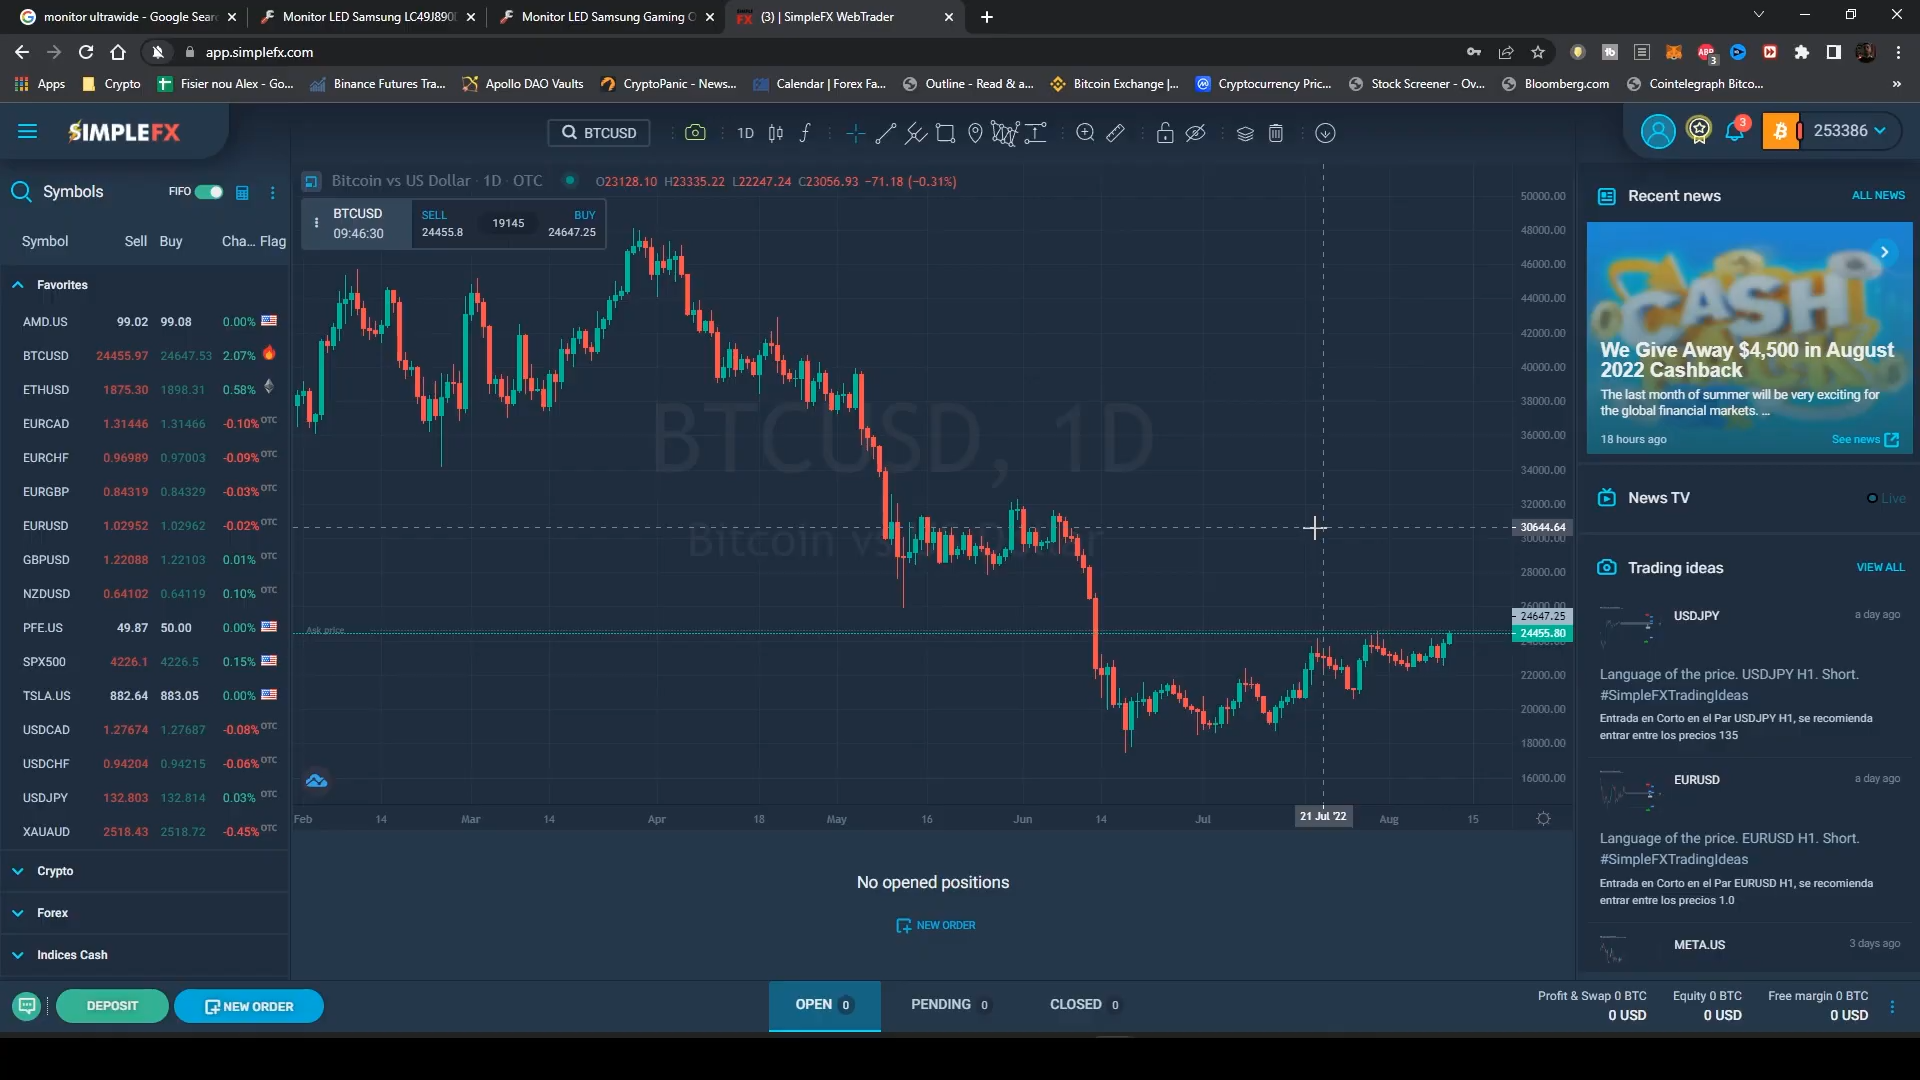 monitor ultrawide - Google Sear
Monitor LED Samsung LC49J890D
Monitor LED Samsung Gaming O
(3) | SimpleFX WebTrader
app.simplefx.com
Apps
Crypto
Fisier nou Alex - Go...
Binance Futures Tra...
Apollo DAO Vaults
CryptoPanic - News...
Calendar | Forex Fa...
Outline - Read & a...
Bitcoin Exchange |...
Cryptocurrency Pric...
Stock Screener - Ov...
Bloomberg.com
Cointelegraph Bitco...
SIMPLEFX
BTCUSD
1D
3
253386
Symbols
FIFO
Symbol Sell Buy Cha... Flag
Favorites
AMD.US 99.02 99.08 0.00%
BTCUSD 24455.97 24647.53 2.07%
ETHUSD 1875.30 1898.31 0.58%
EURCAD 1.31446 1.31466 -0.10% OTC
EURCHF 0.96989 0.97003 -0.09% OTC
EURGBP 0.84319 0.84329 -0.03% OTC
EURUSD 1.02952 1.02962 -0.02% OTC
GBPUSD 1.22088 1.22103 0.01% OTC
NZDUSD 0.64102 0.64119 0.10% OTC
PFE.US 49.87 50.00 0.00%
SPX500 4226.1 4226.5 0.15%
TSLA.US 882.64 883.05 0.00%
USDCAD 1.27674 1.27687 -0.08% OTC
USDCHF 0.94204 0.94215 -0.06% OTC
USDJPY 132.803 132.814 0.03% OTC
XAUAUD 2518.43 2518.72 -0.45% OTC
Crypto
Forex
Indices Cash
DEPOSIT
NEW ORDER
Bitcoin vs US Dollar · 1D · OTC
O23128.10 H23335.22 L22247.24 C23056.93 −71.18 (−0.31%)
BTCUSD
09:46:30
SELL
24455.8
19145
BUY
24647.25
BTCUSD, 1D
Ask price
50000.00
48000.00
46000.00
44000.00
42000.00
40000.00
38000.00
36000.00
34000.00
32000.00
30644.64
30000.00
28000.00
26000.00
24647.25
24455.80
22000.00
20000.00
18000.00
16000.00
Feb 14 Mar 14 Apr 18 May 16 Jun 14 Jul 21 Jul '22 Aug 15
No opened positions
NEW ORDER
OPEN 0
PENDING 0
CLOSED 0
Recent news
ALL NEWS
CASH
We Give Away $4,500 in August
2022 Cashback
The last month of summer will be very exciting for
the global financial markets. ...
18 hours ago
See news
News TV
Live
Trading ideas
VIEW ALL
USDJPY
a day ago
Language of the price. USDJPY H1. Short.
#SimpleFXTradingIdeas
Entrada en Corto en el Par USDJPY H1, se recomienda
entrar entre los precios 135
EURUSD
a day ago
Language of the price. EURUSD H1. Short.
#SimpleFXTradingIdeas
Entrada en Corto en el Par EURUSD H1, se recomienda
entrar entre los precios 1.0
META.US
3 days ago
Profit & Swap 0 BTC
0 USD
Equity 0 BTC
0 USD
Free margin 0 BTC
0 USD